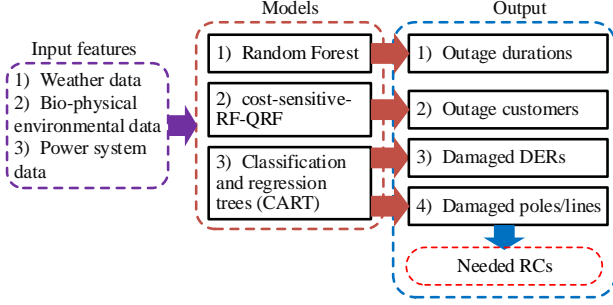 Input features
1) Weather data
2) Bio-physical
environmental data
3) Power system
data
Models
1) Random Forest
2) cost-sensitive-
RF-QRF
3) Classification
and regression
trees (CART)
Output
1) Outage durations
2) Outage customers
3) Damaged DERs
4) Damaged poles/lines
Needed RCs